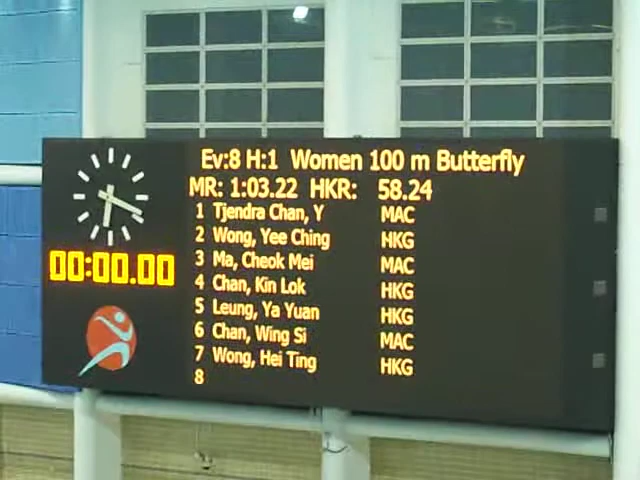 Ev:8 H:1 Women 100 m Butterfly
MR: 1:03.22 HKR: 58.24
1 Tjendra Chan, Y MAC
2 Wong, Yee Ching HKG
3 Ma, Cheok Mei MAC
4 Chan, Kin Lok HKG
5 Leung, Ya Yuan HKG
6 Chan, Wing Si MAC
7 Wong, Hei Ting HKG
8
00:00.00